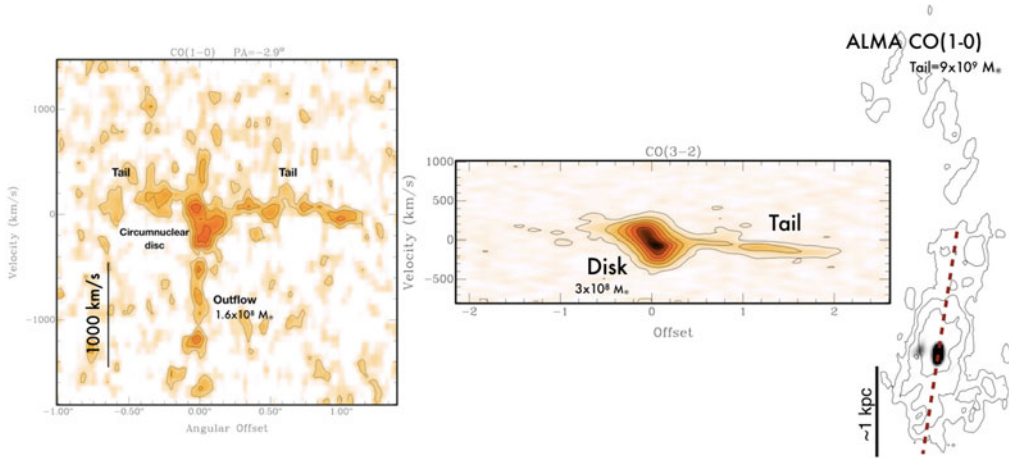 CO(1-0) PA=-2.9°
Velocity (km/s)
1000
0
-1000
Tail
Tail
Circumnuclear
disc
1000 km/s
Outflow
1.6x10⁸ M⁎
-1.00" -0.50" 0.00" 0.50" 1.00"
Angular Offset
CO(3-2)
Velocity (km/s)
1000
500
0
-500
Tail
Disk
3x10⁸ M⁎
-2 -1 0 1 2
Offset
ALMA CO(1-0)
Tail=9x10⁹ M⁎
~1 kpc